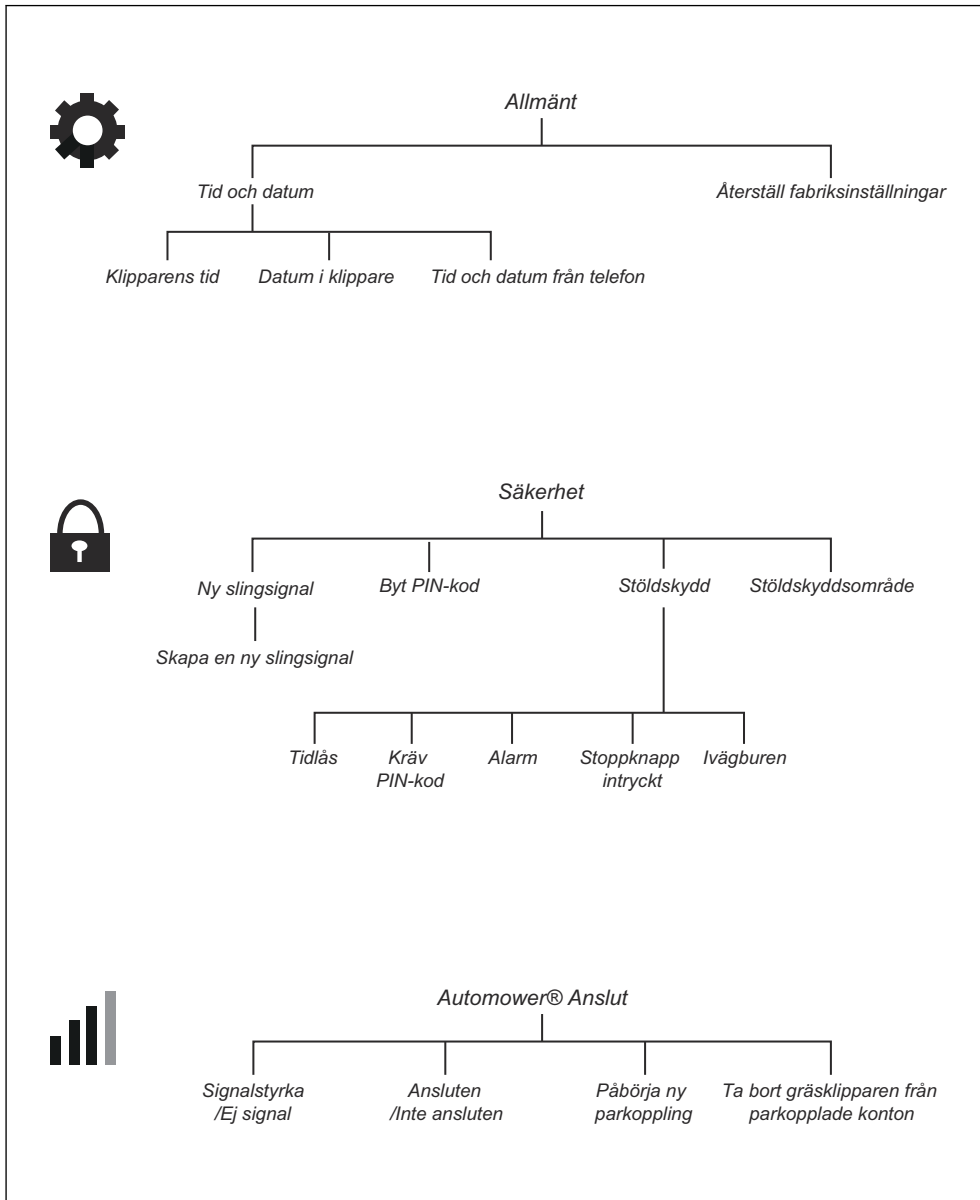 Allmänt
Tid och datum
Återställ fabriksinställningar
Klipparens tid
Datum i klippare
Tid och datum från telefon
Säkerhet
Ny slingsignal
Byt PIN-kod
Stöldskydd
Stöldskyddsområde
Skapa en ny slingsignal
Tidlås
Kräv
PIN-kod
Alarm
Stoppknapp
intryckt
Ivägburen
Automower® Anslut
Signalstyrka
/Ej signal
Ansluten
/Inte ansluten
Påbörja ny
parkoppling
Ta bort gräsklipparen från
parkopplade konton